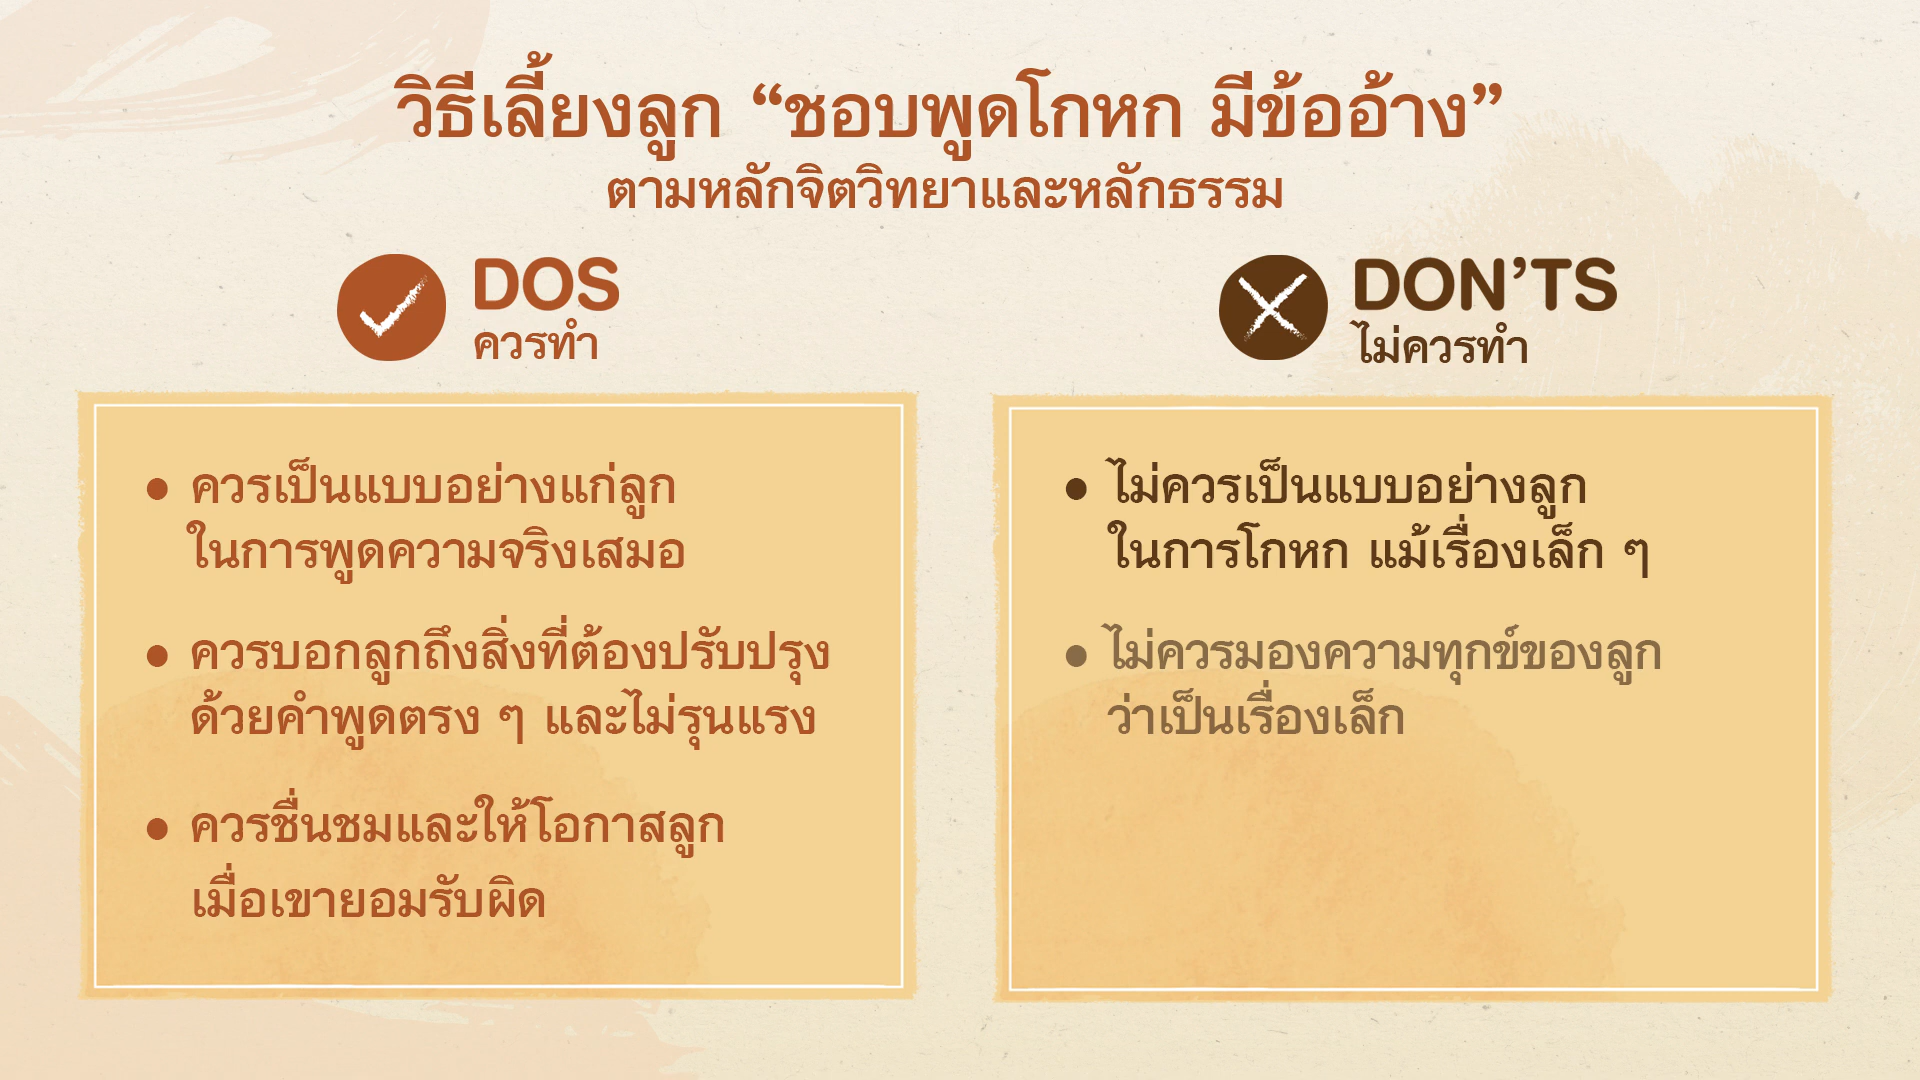 วิธีเลี้ยงลูก “ชอบพูดโกหก มีข้ออ้าง”
ตามหลักจิตวิทยาและหลักธรรม
DOS
ควรทำ
• ควรเป็นแบบอย่างแก่ลูก
ในการพูดความจริงเสมอ
• ควรบอกลูกถึงสิ่งที่ต้องปรับปรุง
ด้วยคำพูดตรง ๆ และไม่รุนแรง
• ควรชื่นชมและให้โอกาสลูก
เมื่อเขายอมรับผิด
DON’TS
ไม่ควรทำ
• ไม่ควรเป็นแบบอย่างลูก
ในการโกหก แม้เรื่องเล็ก ๆ
• ไม่ควรมองความทุกข์ของลูก
ว่าเป็นเรื่องเล็ก